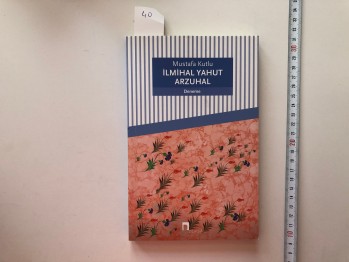 40
Mustafa Kutlu
İLMİHAL YAHUT
ARZUHAL
Deneme